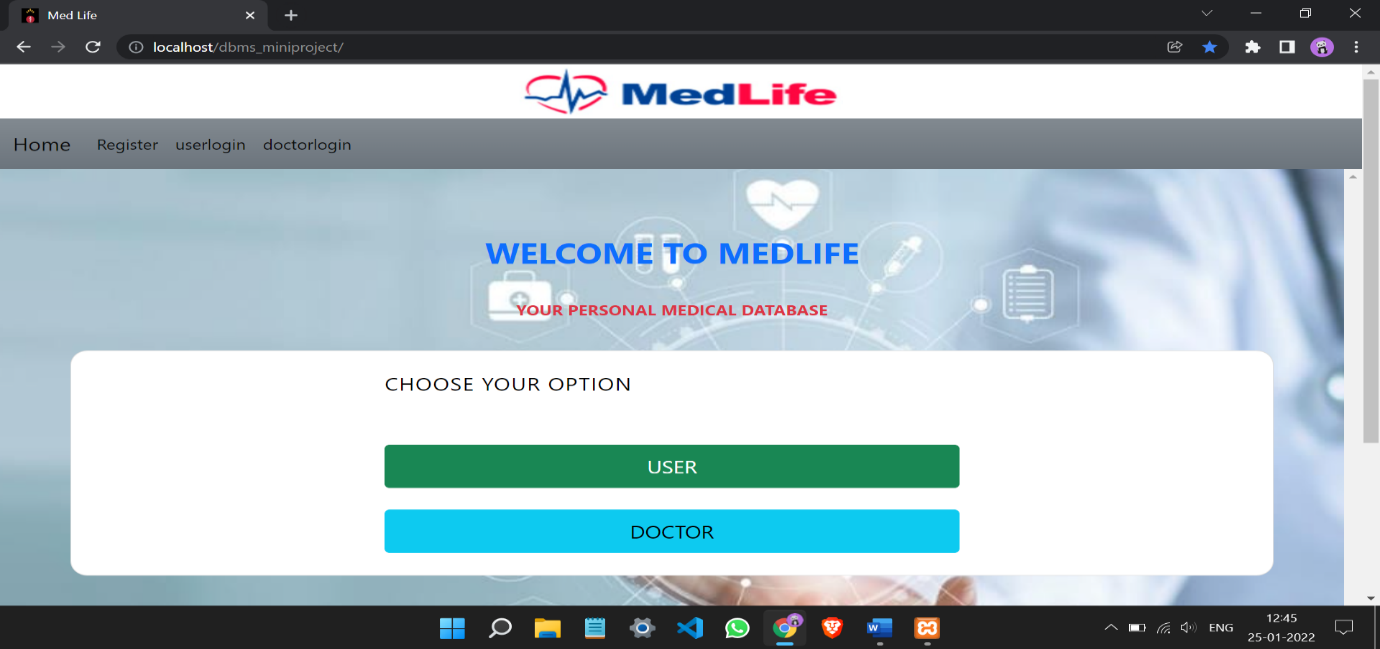 Med Life
localhost/dbms_miniproject/
MedLife
Home Register userlogin doctorlogin
WELCOME TO MEDLIFE
YOUR PERSONAL MEDICAL DATABASE
CHOOSE YOUR OPTION
USER
DOCTOR
ENG
12:45
25-01-2022